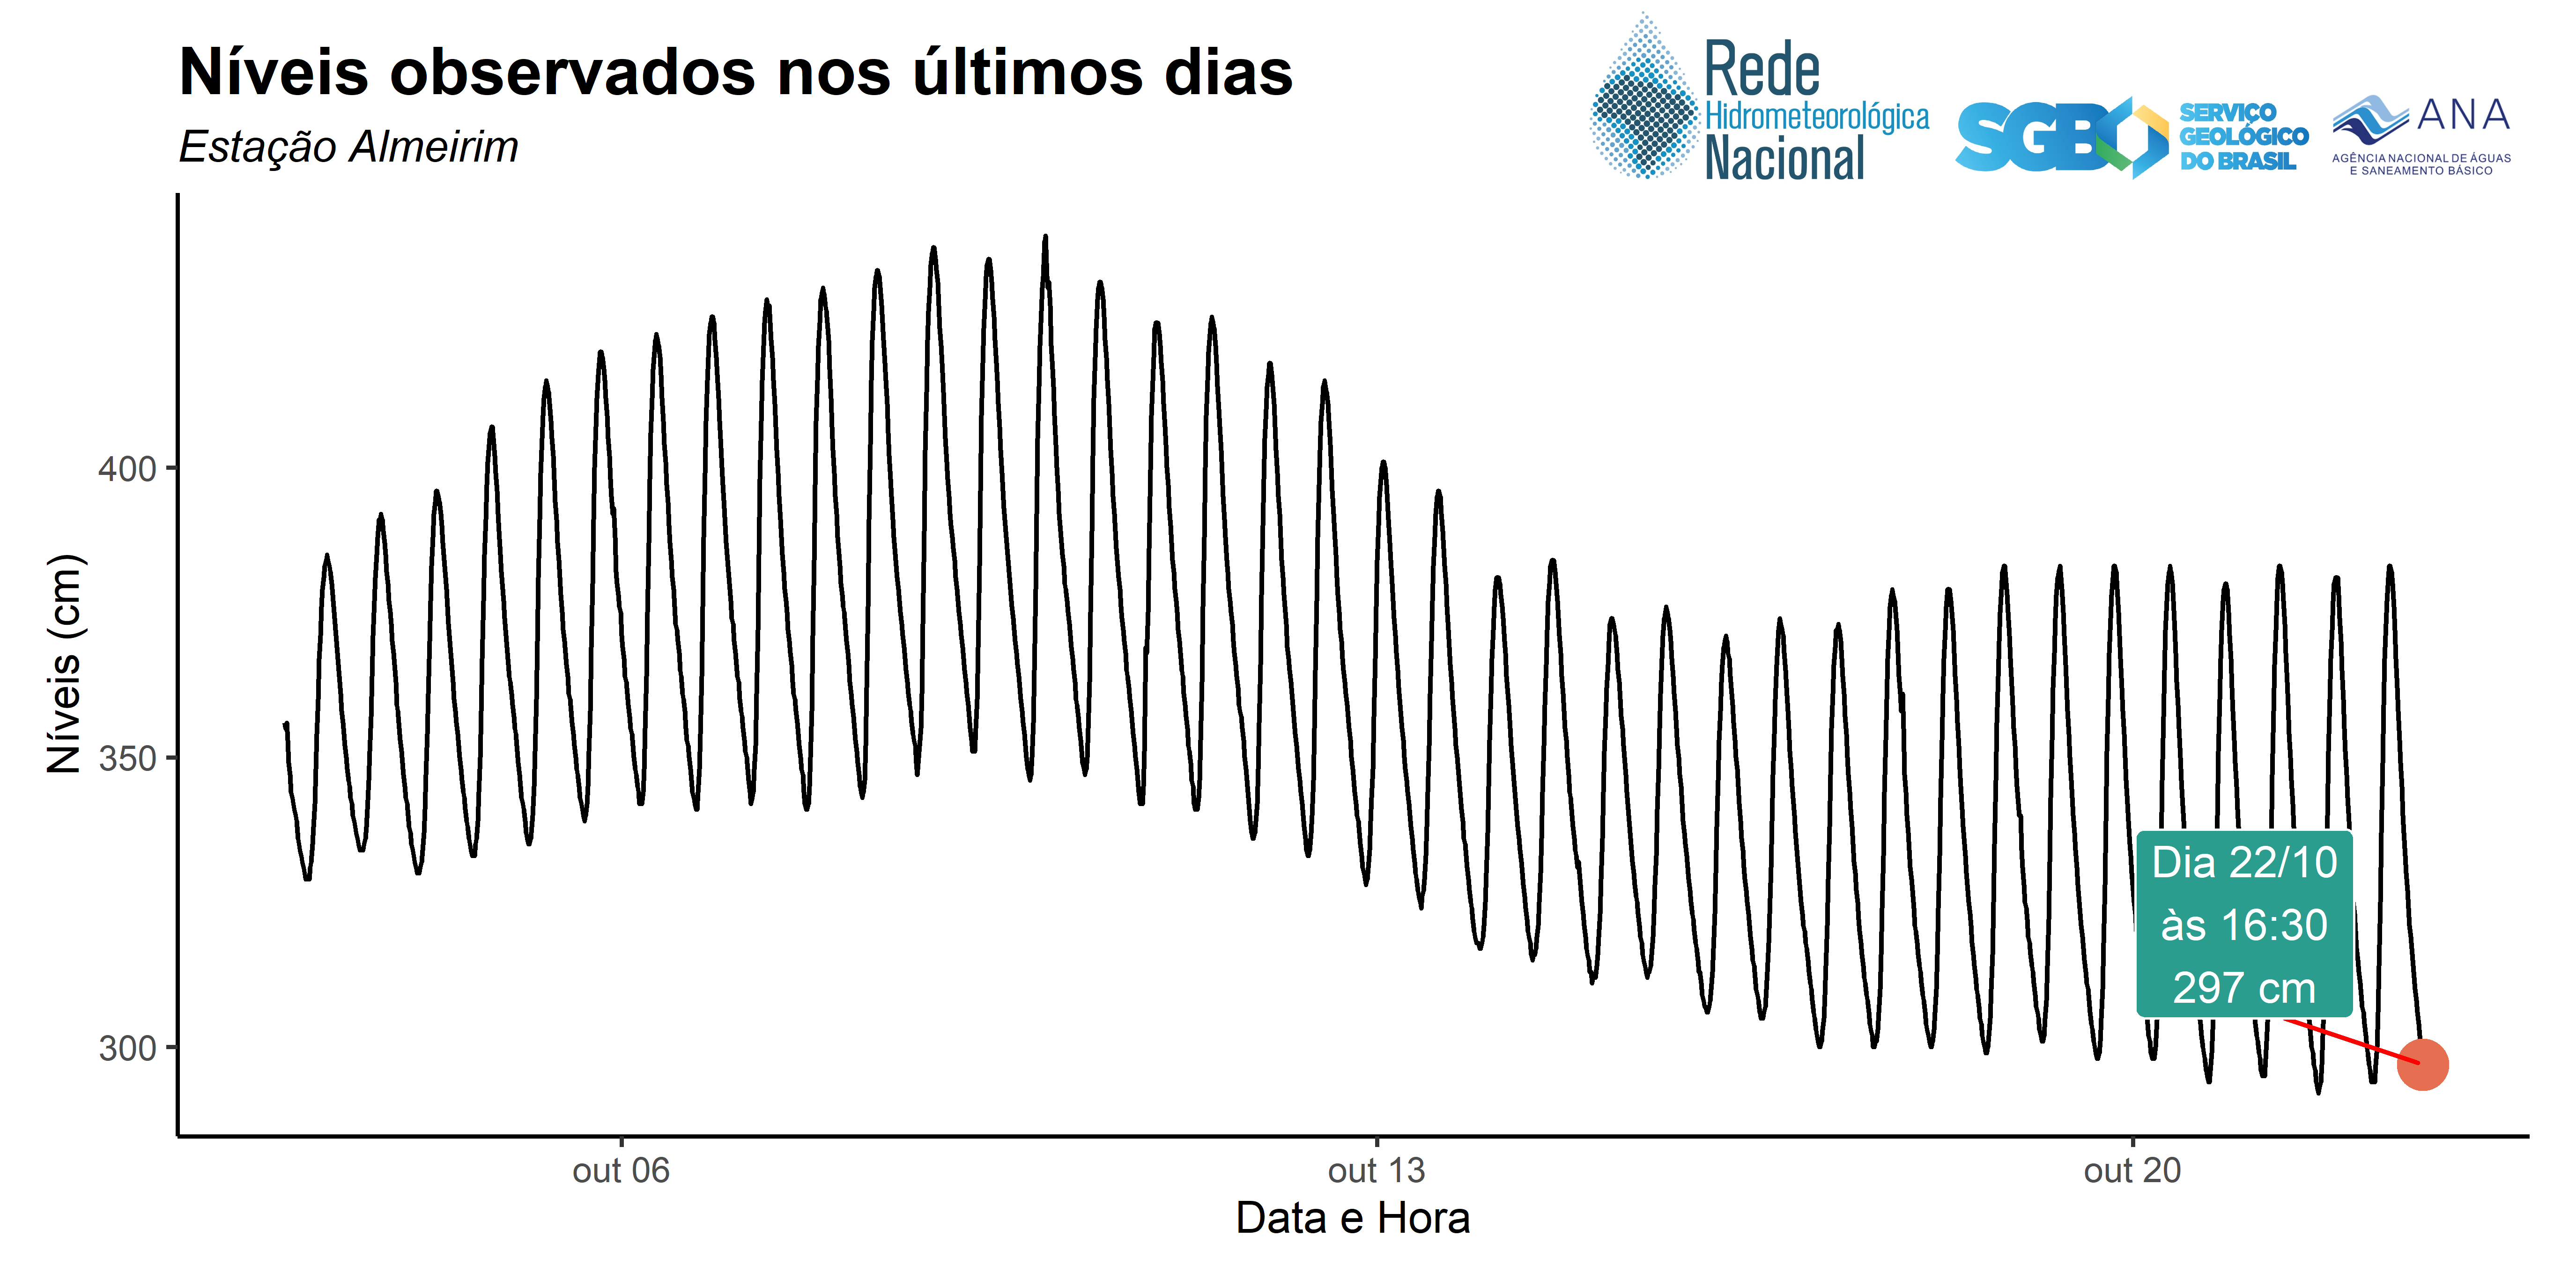 Níveis observados nos últimos dias
Estação Almeirim
Rede
Hidrometeorológica
Nacional
SGB
SERVIÇO
GEOLÓGICO
DO BRASIL
ANA
AGÊNCIA NACIONAL DE ÁGUAS
E SANEAMENTO BÁSICO
Níveis (cm)
400
350
300
Dia 22/10
às 16:30
297 cm
out 06
out 13
out 20
Data e Hora